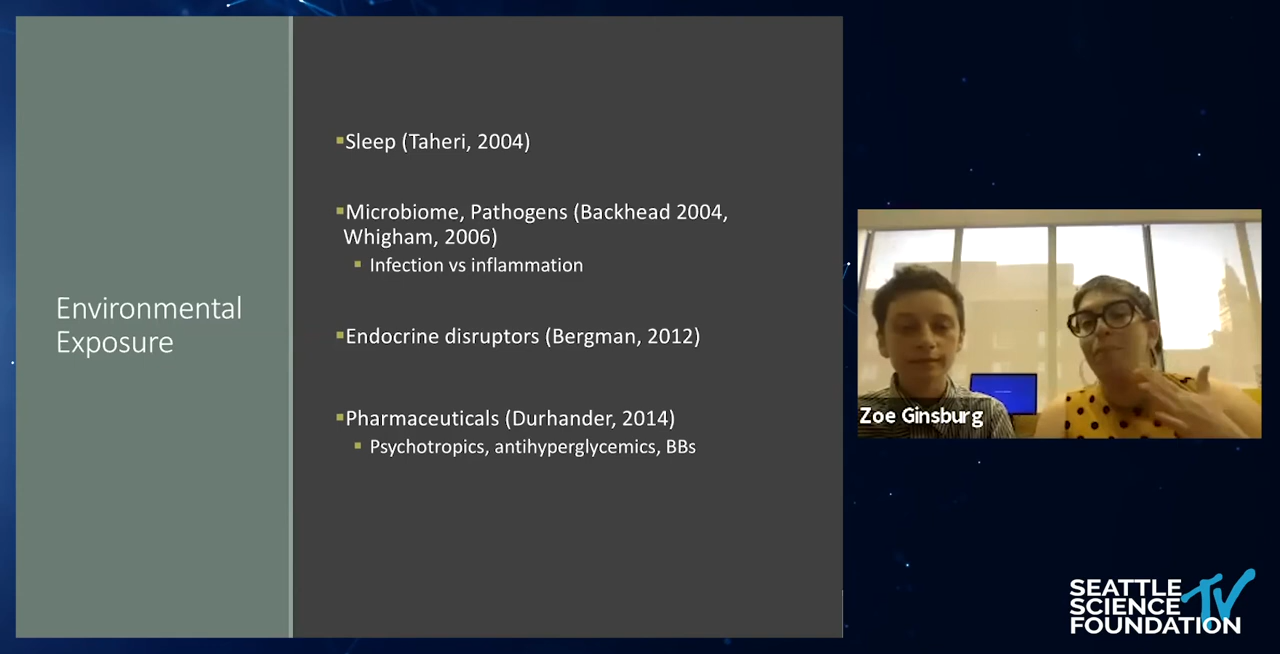 Environmental
Exposure
▪Sleep (Taheri, 2004)
▪Microbiome, Pathogens (Backhead 2004,
Whigham, 2006)
▪ Infection vs inflammation
▪Endocrine disruptors (Bergman, 2012)
▪Pharmaceuticals (Durhander, 2014)
▪ Psychotropics, antihyperglycemics, BBs
Zoe Ginsburg
SEATTLE
SCIENCE TV
FOUNDATION